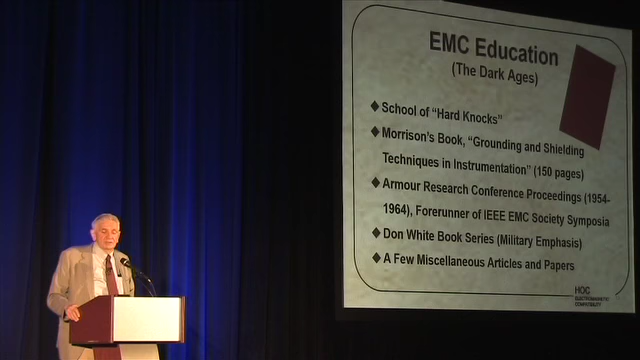 EMC Education
(The Dark Ages)
School of "Hard Knocks"
Morrison's Book, "Grounding and Shielding
Techniques in Instrumentation" (150 pages)
Armour Research Conference Proceedings (1954-
1964), Forerunner of IEEE EMC Society Symposia
Don White Book Series (Military Emphasis)
A Few Miscellaneous Articles and Papers
HOC
ELECTROMAGNETIC
COMPATIBILITY